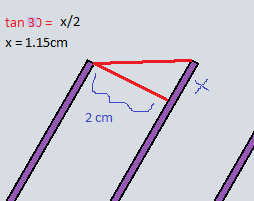 tan 30 = x/2
x = 1.15cm
x
2 cm